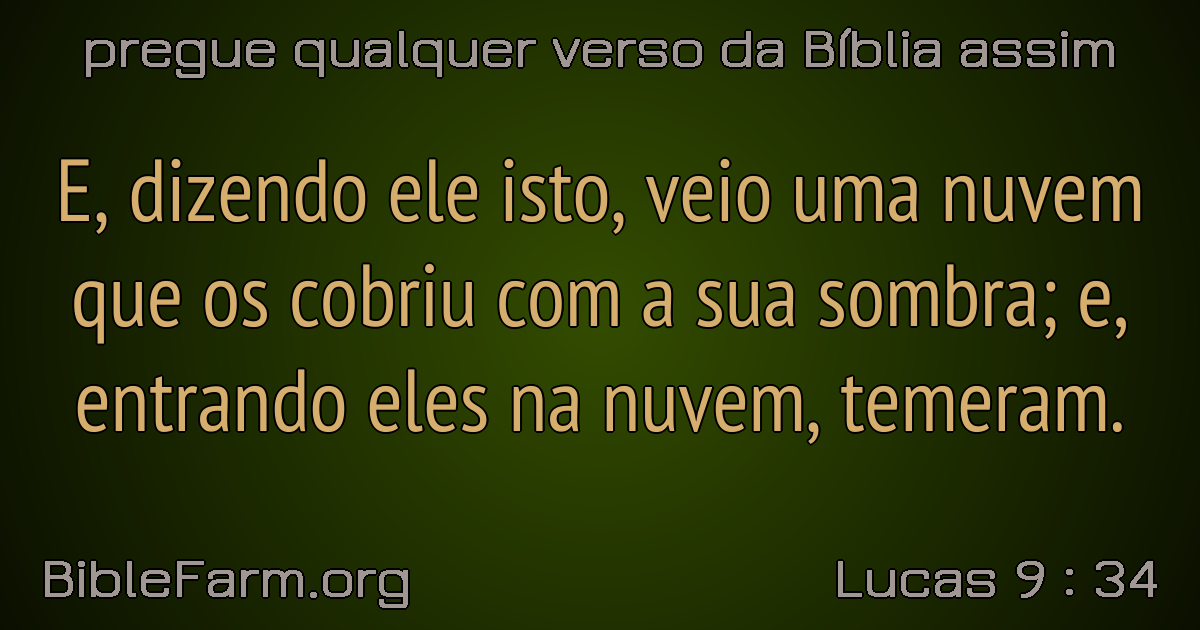 pregue qualquer verso da Bíblia assim
E, dizendo ele isto, veio uma nuvem
que os cobriu com a sua sombra; e,
entrando eles na nuvem, temeram.
BibleFarm.org
Lucas 9 : 34